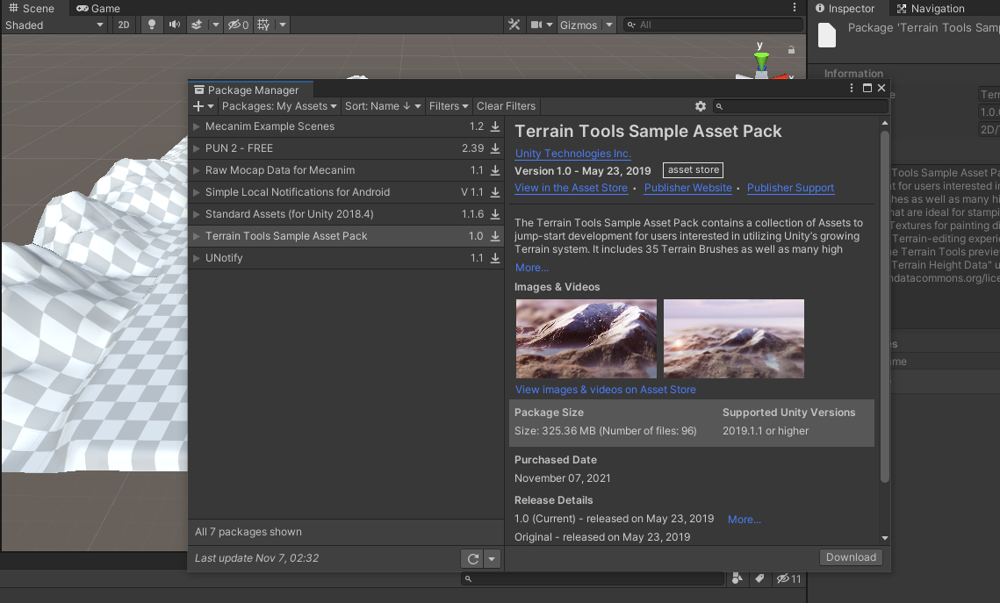 Scene
Game
Inspector
Navigation
Shaded
2D
0
Gizmos
All
Package 'Terrain Tools Sam
y
Information
Package Manager
Packages: My Assets
Sort: Name
Filters
Clear Filters
Mecanim Example Scenes 1.2
PUN 2 - FREE 2.39
Raw Mocap Data for Mecanim 1.1
Simple Local Notifications for Android V 1.1
Standard Assets (for Unity 2018.4) 1.1.6
Terrain Tools Sample Asset Pack 1.0
UNotify 1.1
All 7 packages shown
Last update Nov 7, 02:32
Terrain Tools Sample Asset Pack
Unity Technologies Inc.
Version 1.0 - May 23, 2019 asset store
View in the Asset Store • Publisher Website • Publisher Support
The Terrain Tools Sample Asset Pack contains a collection of Assets to
jump-start development for users interested in utilizing Unity's growing
Terrain system. It includes 35 Terrain Brushes as well as many high
More...
Images & Videos
View images & videos on Asset Store
Package Size
Size: 325.36 MB (Number of files: 96)
Supported Unity Versions
2019.1.1 or higher
Purchased Date
November 07, 2021
Release Details
1.0 (Current) - released on May 23, 2019 More...
Original - released on May 23, 2019
Download
Terr
1.0.
2D/
Tools Sample Asset Pa
t for users interested i
hes as well as many hi
hat are ideal for stampi
Textures for painting di
Terrain-editing experie
he Terrain Tools previe
"Terrain Height Data" u
ndatacommons.org/lice
es
ame
11